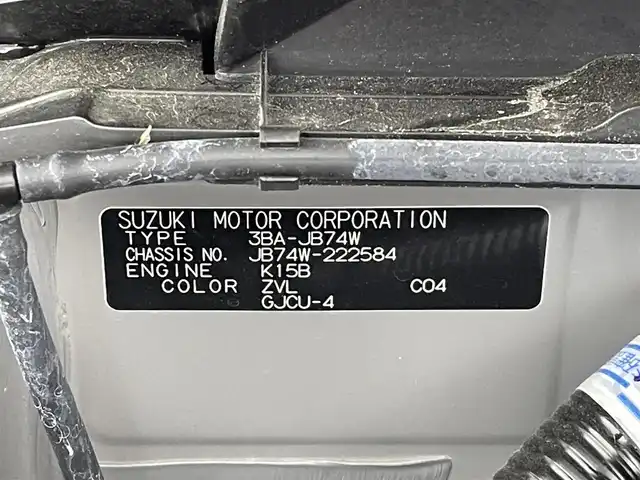 SUZUKI MOTOR CORPORATION
TYPE 3BA-JB74W
CHASSIS NO. JB74W-222584
ENGINE K15B
COLOR ZVL C04
GJCU-4